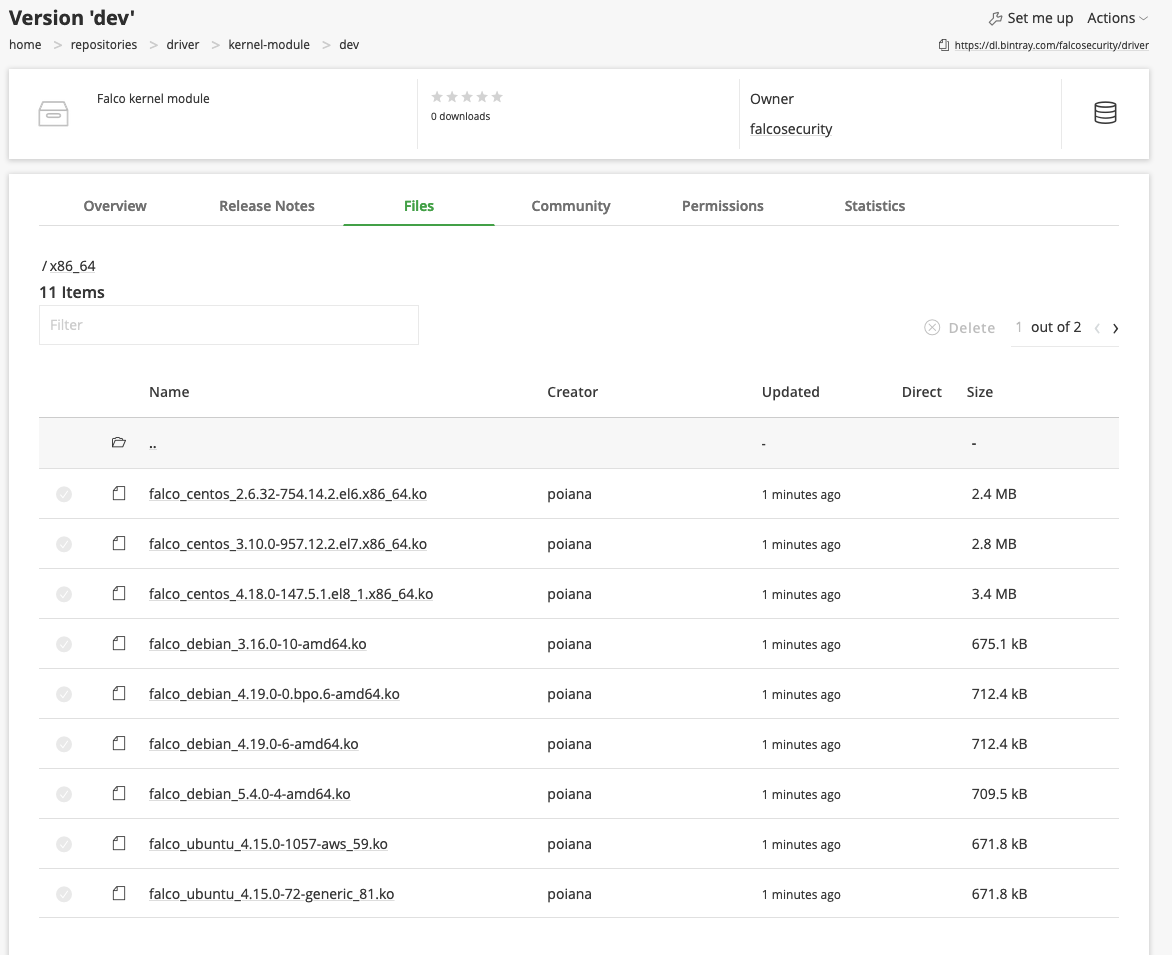 Version 'dev'
Set me up Actions
home > repositories > driver > kernel-module > dev
https://dl.bintray.com/falcosecurity/driver
Falco kernel module
0 downloads
Owner
falcosecurity
Overview Release Notes Files Community Permissions Statistics
/ x86_64
11 Items
Filter
Delete 1 out of 2 ‹ ›
Name Creator Updated Direct Size
.. - -
falco_centos_2.6.32-754.14.2.el6.x86_64.ko poiana 1 minutes ago 2.4 MB
falco_centos_3.10.0-957.12.2.el7.x86_64.ko poiana 1 minutes ago 2.8 MB
falco_centos_4.18.0-147.5.1.el8_1.x86_64.ko poiana 1 minutes ago 3.4 MB
falco_debian_3.16.0-10-amd64.ko poiana 1 minutes ago 675.1 kB
falco_debian_4.19.0-0.bpo.6-amd64.ko poiana 1 minutes ago 712.4 kB
falco_debian_4.19.0-6-amd64.ko poiana 1 minutes ago 712.4 kB
falco_debian_5.4.0-4-amd64.ko poiana 1 minutes ago 709.5 kB
falco_ubuntu_4.15.0-1057-aws_59.ko poiana 1 minutes ago 671.8 kB
falco_ubuntu_4.15.0-72-generic_81.ko poiana 1 minutes ago 671.8 kB